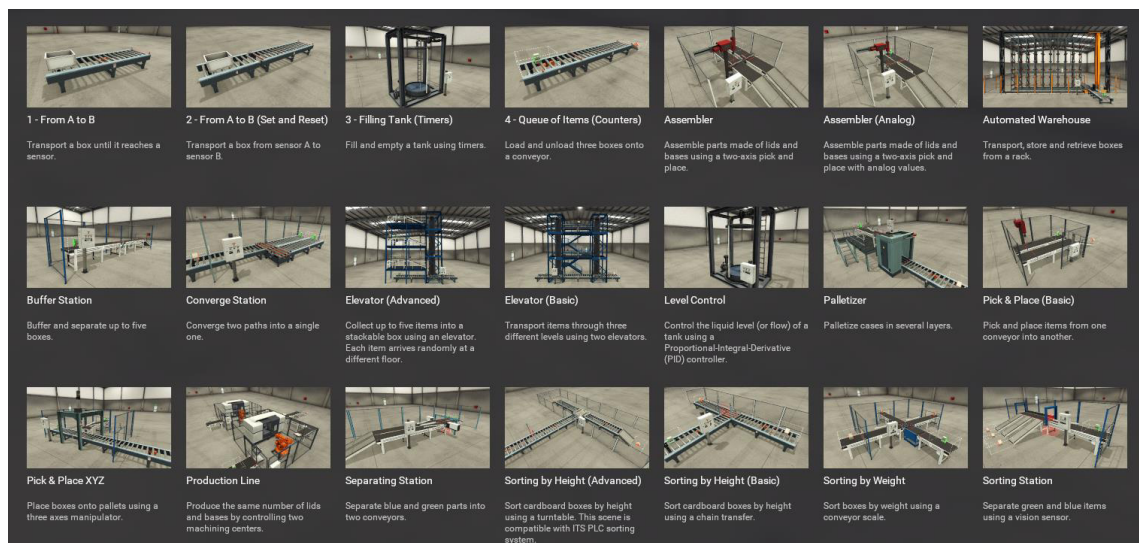 1 - From A to B
Transport a box until it reaches a
sensor.
2 - From A to B (Set and Reset)
Transport a box from sensor A to
sensor B.
3 - Filling Tank (Timers)
Fill and empty a tank using timers.
4 - Queue of Items (Counters)
Load and unload three boxes onto
a conveyor.
Assembler
Assemble parts made of lids and
bases using a two-axis pick and
place.
Assembler (Analog)
Assemble parts made of lids and
bases using a two-axis pick and
place with analog values.
Automated Warehouse
Transport, store and retrieve boxes
from a rack.
Buffer Station
Buffer and separate up to five
boxes.
Converge Station
Converge two paths into a single
one.
Elevator (Advanced)
Collect up to five items into a
stackable box using an elevator.
Each item arrives randomly at a
different floor.
Elevator (Basic)
Transport items through three
different levels using two elevators.
Level Control
Control the liquid level (or flow) of a
tank using a
Proportional-Integral-Derivative
(PID) controller.
Palletizer
Palletize cases in several layers.
Pick & Place (Basic)
Pick and place items from one
conveyor into another.
Pick & Place XYZ
Place boxes onto pallets using a
three axes manipulator.
Production Line
Produce the same number of lids
and bases by controlling two
machining centers.
Separating Station
Separate blue and green parts into
two conveyors.
Sorting by Height (Advanced)
Sort cardboard boxes by height
using a turntable. This scene is
compatible with ITS PLC sorting
system.
Sorting by Height (Basic)
Sort cardboard boxes by height
using a chain transfer.
Sorting by Weight
Sort boxes by weight using a
conveyor scale.
Sorting Station
Separate green and blue items
using a vision sensor.